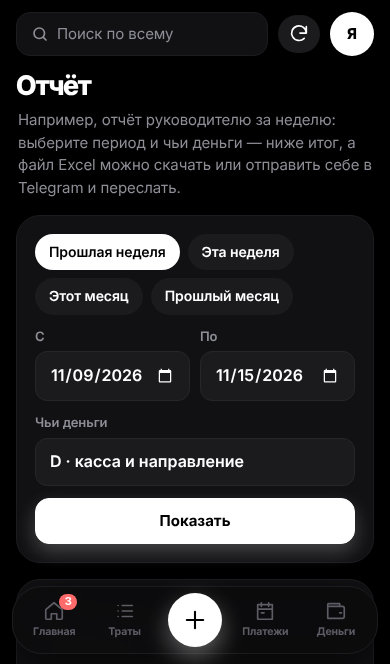 Поиск по всему
Я
Отчёт
Например, отчёт руководителю за неделю:
выберите период и чьи деньги — ниже итог, а
файл Excel можно скачать или отправить себе в
Telegram и переслать.
Прошлая неделя
Эта неделя
Этот месяц
Прошлый месяц
С
По
11/09/2026
11/15/2026
Чьи деньги
D · касса и направление
Показать
3
Главная
Траты
Платежи
Деньги